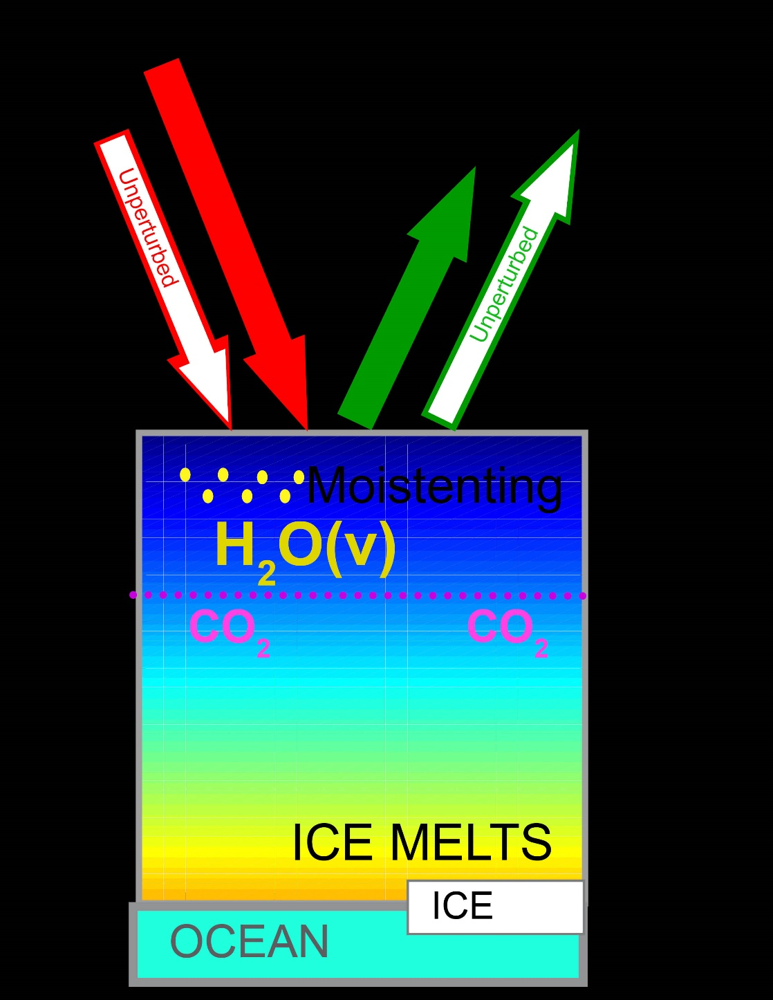 Unperturbed
Unperturbed
Moistenting
H₂O(v)
CO₂ CO₂
ICE MELTS
ICE
OCEAN